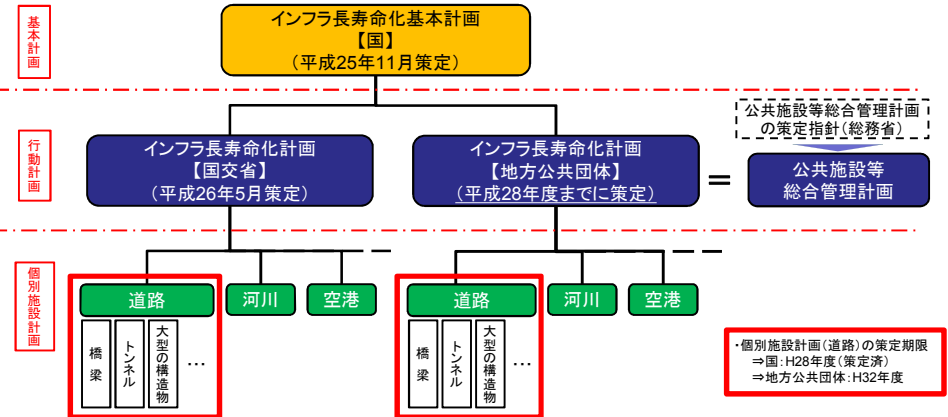 基本計画
インフラ長寿命化基本計画
【国】
(平成25年11月策定)
公共施設等総合管理計画
の策定指針(総務省)
行動計画
インフラ長寿命化計画
【国交省】
(平成26年5月策定)
インフラ長寿命化計画
【地方公共団体】
(平成28年度までに策定)
=
公共施設等
総合管理計画
個別施設計画
道路
河川
空港
橋梁
トンネル
大型の構造物
…
道路
河川
空港
橋梁
トンネル
大型の構造物
…
・個別施設計画(道路)の策定期限
⇒国:H28年度(策定済)
⇒地方公共団体:H32年度